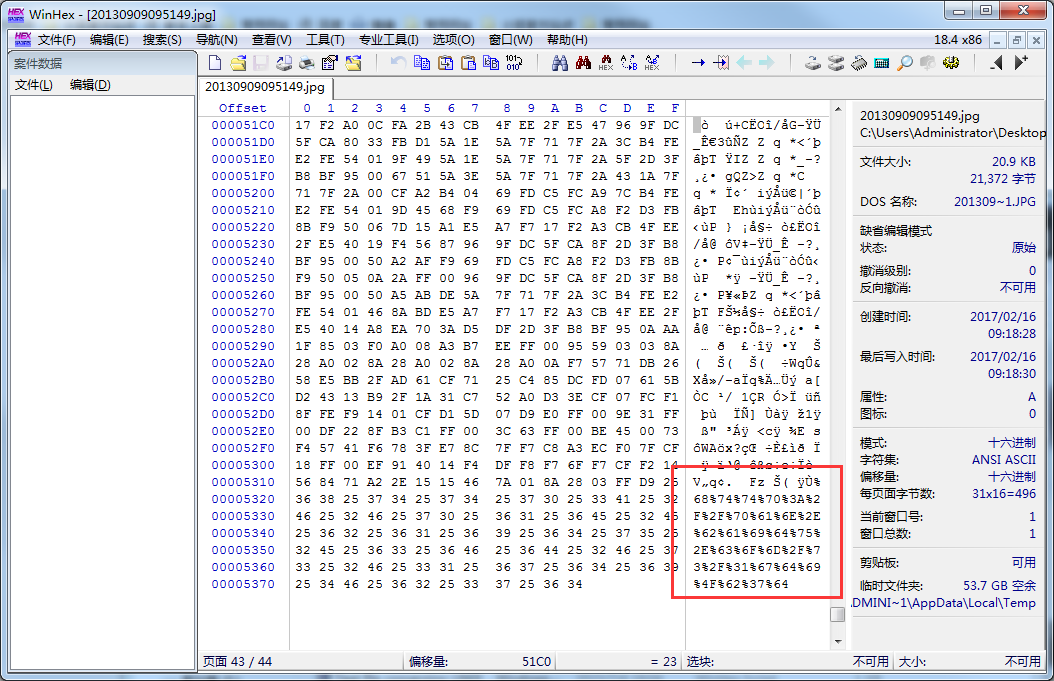 WinHex - [20130909095149.jpg]
文件(F) 编辑(E) 搜索(S) 导航(N) 查看(V) 工具(T) 专业工具(I) 选项(O) 窗口(W) 帮助(H) 18.4 x86
案件数据
文件(L) 编辑(D)
20130909095149.jpg
Offset 0 1 2 3 4 5 6 7 8 9 A B C D E F
000051C0 17 F2 A0 0C FA 2B 43 CB 4F EE 2F E5 47 96 9F DC
000051D0 5F CA 80 33 FB D1 5A 1E 5A 7F 71 7F 2A 3C B4 FE
000051E0 E2 FE 54 01 9F 49 5A 1E 5A 7F 71 7F 2A 5F 2D 3F
000051F0 B8 BF 95 00 67 51 5A 3E 5A 7F 71 7F 2A 43 1A 7F
00005200 71 7F 2A 00 CF A2 B4 04 69 FD C5 FC A9 7C B4 FE
00005210 E2 FE 54 01 9D 45 68 F9 69 FD C5 FC A8 F2 D3 FB
00005220 8B F9 50 06 7D 15 A1 E5 A7 F7 17 F2 A3 CB 4F EE
00005230 2F E5 40 19 F4 56 87 96 9F DC 5F CA 8F 2D 3F B8
00005240 BF 95 00 50 A2 AF F9 69 FD C5 FC A8 F2 D3 FB 8B
00005250 F9 50 05 0A 2A FF 00 96 9F DC 5F CA 8F 2D 3F B8
00005260 BF 95 00 50 A5 AB DE 5A 7F 71 7F 2A 3C B4 FE E2
00005270 FE 54 01 46 8A BD E5 A7 F7 17 F2 A3 CB 4F EE 2F
00005280 E5 40 14 A8 EA 70 3A D5 DF 2D 3F B8 BF 95 0A AA
00005290 1F 85 03 F0 A0 08 A3 B7 EE FF 00 95 59 03 03 8A
000052A0 28 A0 02 8A 28 A0 02 8A 28 A0 0A F7 57 71 DB 26
000052B0 58 E5 BB 2F AD 61 CF 71 25 C4 85 DC FD 07 61 5B
000052C0 D2 43 13 B9 2F 1A 31 C7 52 A0 D3 3E CF 07 FC F1
000052D0 8F FE F9 14 01 CF D1 5D 07 D9 E0 FF 00 9E 31 FF
000052E0 00 DF 22 8F B3 C1 FF 00 3C 63 FF 00 BE 45 00 73
000052F0 F4 57 41 F6 78 3F E7 8C 7F F7 C8 A3 EC F0 7F CF
00005300 18 FF 00 EF 91 40 14 F4 DF F8 F7 6F F7 CF F2 14
00005310 56 84 71 A2 2E 15 15 46 7A 01 8A 28 03 FF D9 25 V„q¢. Fz Š( ÿÙ%
00005320 36 38 25 37 34 25 37 34 25 37 30 25 33 41 25 32 68%74%74%70%3A%2
00005330 46 25 32 46 25 37 30 25 36 31 25 36 45 25 32 45 F%2F%70%61%6E%2E
00005340 25 36 32 25 36 31 25 36 39 25 36 34 25 37 35 25 %62%61%69%64%75%
00005350 32 45 25 36 33 25 36 46 25 36 44 25 32 46 25 37 2E%63%6F%6D%2F%7
00005360 33 25 32 46 25 33 31 25 36 37 25 36 34 25 36 39 3%2F%31%67%64%69
00005370 25 34 46 25 36 32 25 33 37 25 36 34 %4F%62%37%64
20130909095149.jpg
C:\Users\Administrator\Desktop
文件大小: 20.9 KB
21,372 字节
DOS 名称: 201309~1.JPG
缺省编辑模式
状态: 原始
撤消级别: 0
反向撤消: 不可用
创建时间: 2017/02/16
09:18:28
最后写入时间: 2017/02/16
09:18:30
属性: A
图标: 0
模式: 十六进制
字符集: ANSI ASCII
偏移量: 十六进制
每页面字节数: 31x16=496
当前窗口号: 1
窗口总数: 1
剪贴板: 可用
临时文件夹: 53.7 GB 空余
DMINI~1\AppData\Local\Temp
页面 43 / 44 偏移量: 51C0 = 23 选块: 不可用 大小: 不可用